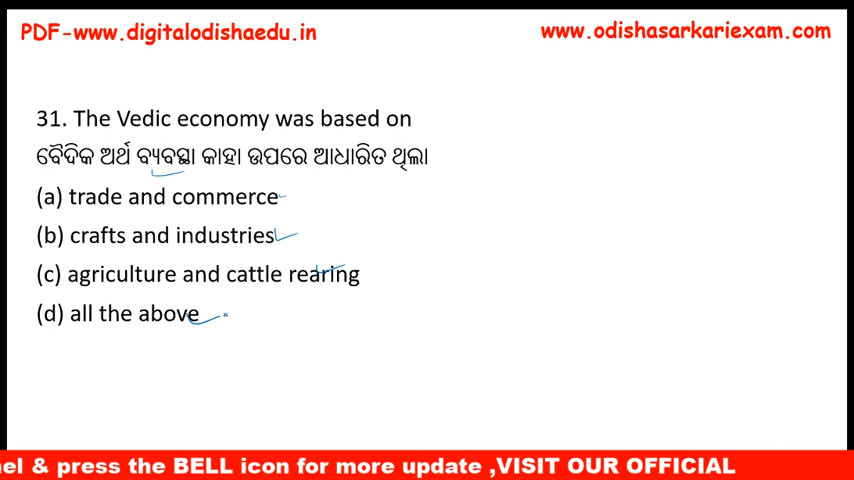 PDF-www.digitalodishaedu.in
www.odishasarkariexam.com
31. The Vedic economy was based on
ବୈଦିକ ଅର୍ଥ ବ୍ୟବସ୍ଥା କାହା ଉପରେ ଆଧାରିତ ଥିଲା
(a) trade and commerce
(b) crafts and industries
(c) agriculture and cattle rearing
(d) all the above
nel & press the BELL icon for more update ,VISIT OUR OFFICIAL